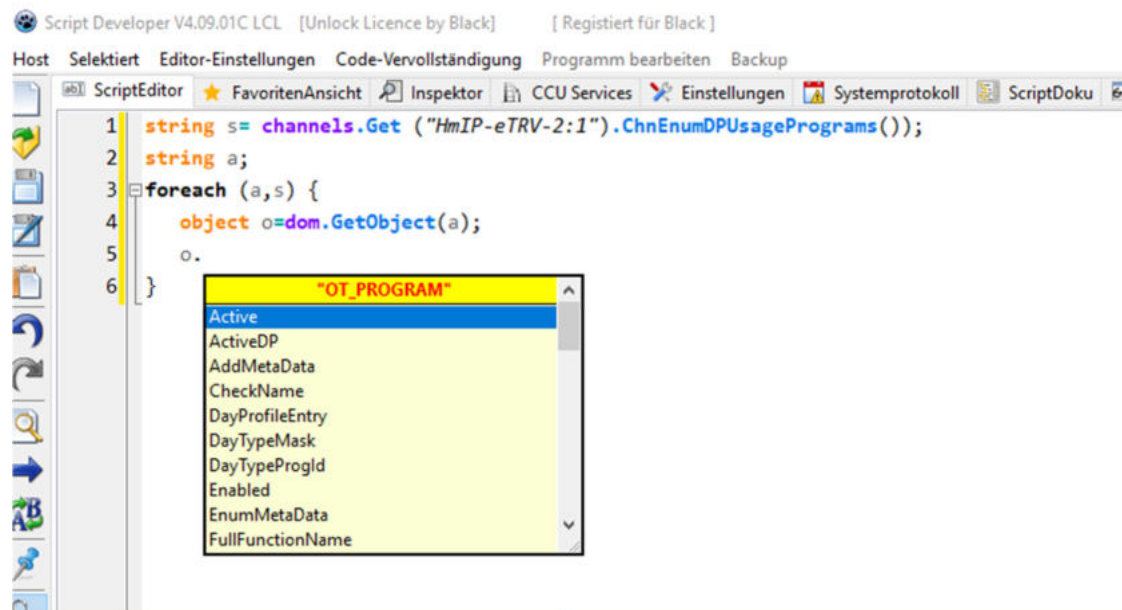 Script Developer V4.09.01C LCL [Unlock Licence by Black] [ Registiert für Black ]
Host Selektiert Editor-Einstellungen Code-Vervollständigung Programm bearbeiten Backup
ScriptEditor FavoritenAnsicht Inspektor CCU Services Einstellungen Systemprotokoll ScriptDoku
1 string s= channels.Get ("HmIP-eTRV-2:1").ChnEnumDPUsagePrograms());
2 string a;
3 foreach (a,s) {
4 object o=dom.GetObject(a);
5 o.
6 }
"OT_PROGRAM"
Active
ActiveDP
AddMetaData
CheckName
DayProfileEntry
DayTypeMask
DayTypeProgId
Enabled
EnumMetaData
FullFunctionName